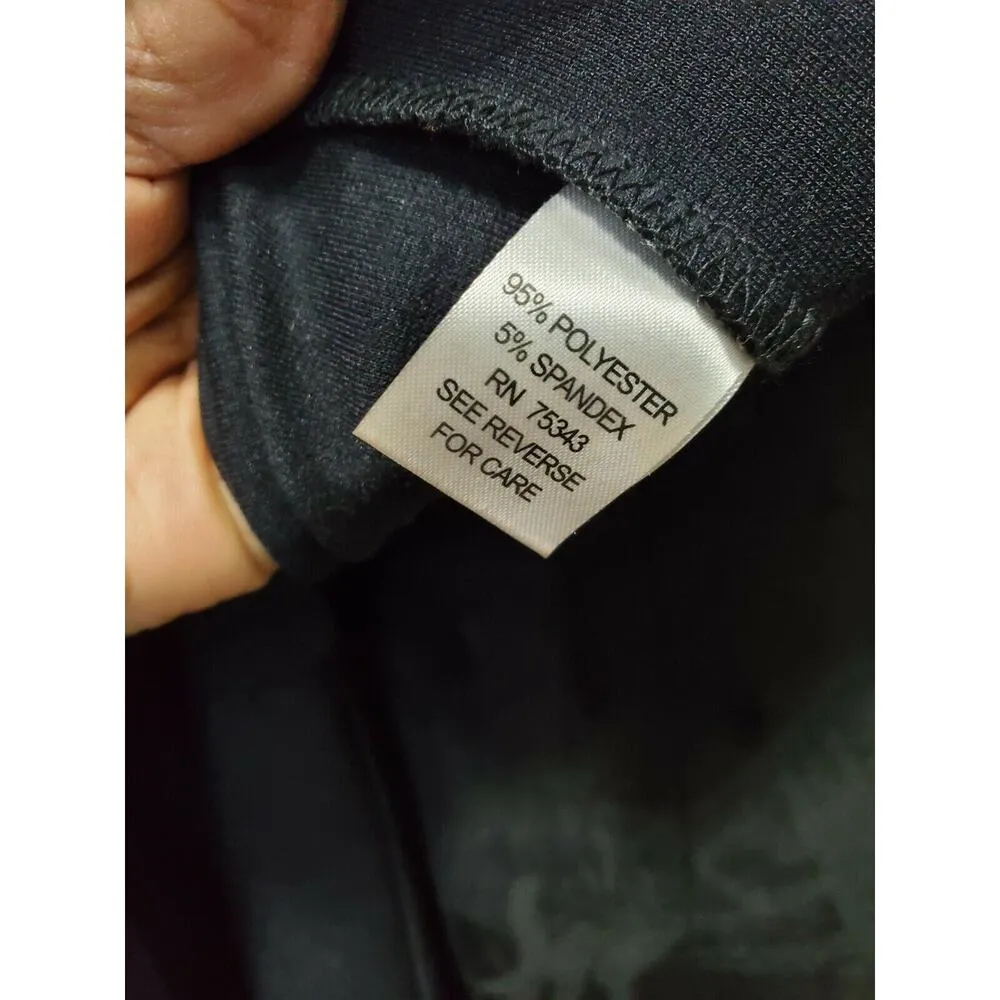 95% POLYESTER
5% SPANDEX
RN 75343
SEE REVERSE
FOR CARE